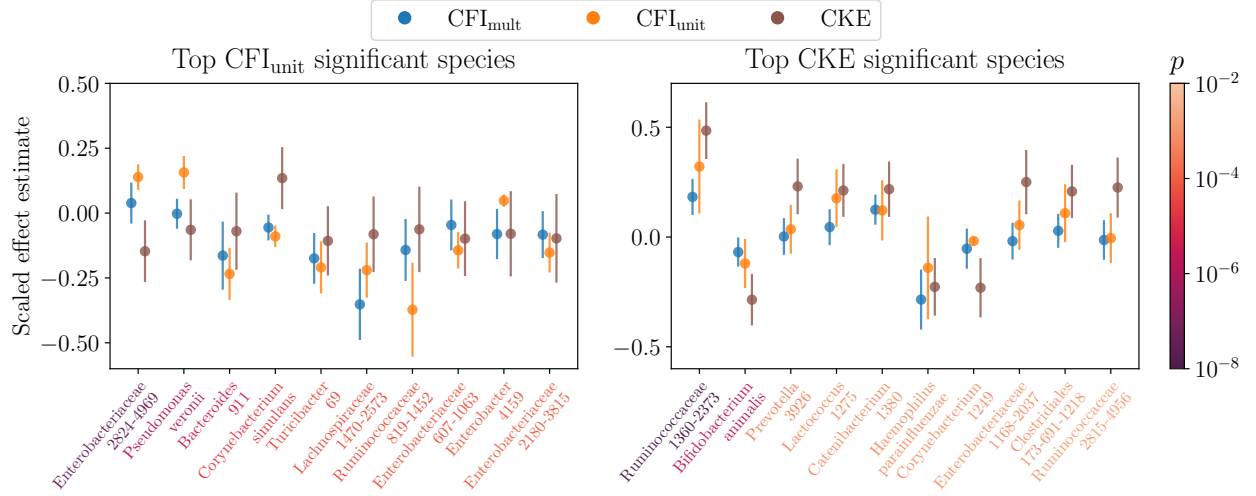 CFI_mult CFI_unit CKE
Top CFI_unit significant species
Top CKE significant species
p
Scaled effect estimate
0.50
0.25
0.00
−0.25
−0.50
0.5
0.0
−0.5
10^−2
10^−4
10^−6
10^−8
Enterobacteriaceae
2824-4969
Pseudomonas
veronii
Bacteroides
911
Corynebacterium
simulans
Turicibacter
69
Lachnospiraceae
1470-2573
Ruminococcaceae
819-1452
Enterobacteriaceae
607-1063
Enterobacter
4159
Enterobacteriaceae
2180-3815
Ruminococcaceae
1360-2373
Bifidobacterium
animalis
Prevotella
3926
Lactococcus
1275
Catenibacterium
1380
Haemophilus
parainfluenzae
Corynebacterium
1249
Enterobacteriaceae
1168-2037
Clostridiales
173-691-1218
Ruminococcaceae
2815-4956